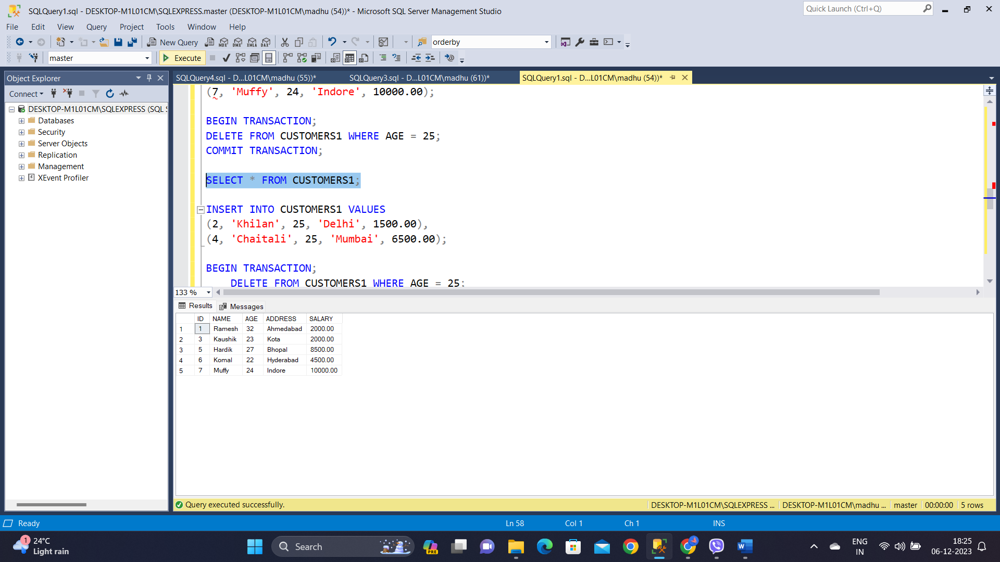 SQLQuery1.sql - DESKTOP-M1L01CM\SQLEXPRESS.master (DESKTOP-M1L01CM\madhu (54))* - Microsoft SQL Server Management Studio
Quick Launch (Ctrl+Q)
File Edit View Query Project Tools Window Help
New Query MDX DMX XMLA DAX orderby
master Execute
Object Explorer
SQLQuery4.sql - D...L01CM\madhu (55))* SQLQuery3.sql - D...L01CM\madhu (61))* SQLQuery1.sql - D...L01CM\madhu (54))*
Connect
DESKTOP-M1L01CM\SQLEXPRESS (SQL S
Databases
Security
Server Objects
Replication
Management
XEvent Profiler
(7, 'Muffy', 24, 'Indore', 10000.00);
BEGIN TRANSACTION;
DELETE FROM CUSTOMERS1 WHERE AGE = 25;
COMMIT TRANSACTION;
SELECT * FROM CUSTOMERS1;
INSERT INTO CUSTOMERS1 VALUES
(2, 'Khilan', 25, 'Delhi', 1500.00),
(4, 'Chaitali', 25, 'Mumbai', 6500.00);
BEGIN TRANSACTION;
DELETE FROM CUSTOMERS1 WHERE AGE = 25;
133 %
Results Messages
ID NAME AGE ADDRESS SALARY
1 1 Ramesh 32 Ahmedabad 2000.00
2 3 Kaushik 23 Kota 2000.00
3 5 Hardik 27 Bhopal 8500.00
4 6 Komal 22 Hyderabad 4500.00
5 7 Muffy 24 Indore 10000.00
Query executed successfully. DESKTOP-M1L01CM\SQLEXPRESS ... DESKTOP-M1L01CM\madhu ... master 00:00:00 5 rows
Ready Ln 58 Col 1 Ch 1 INS
1 24°C
Light rain
Search
PRE
ENG
IN
18:25
06-12-2023